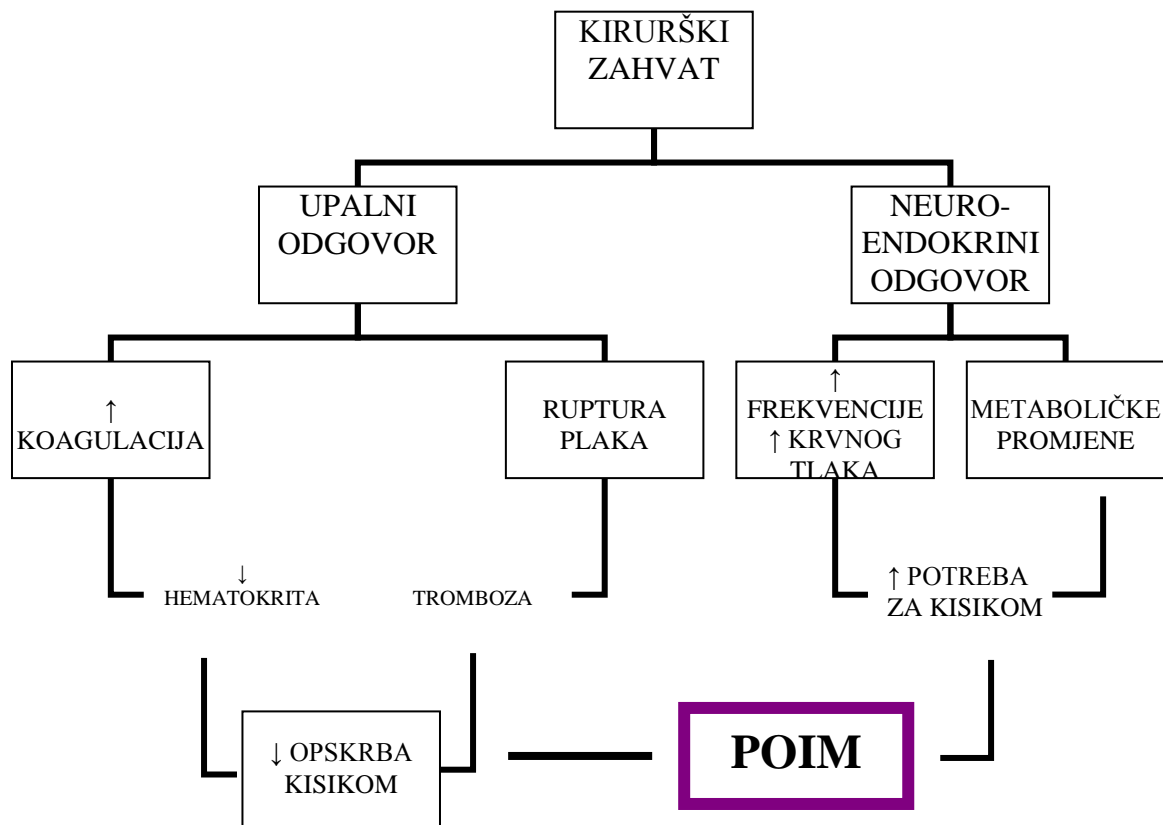 KIRURŠKI
ZAHVAT
UPALNI
ODGOVOR
NEURO-
ENDOKRINI
ODGOVOR
↑
KOAGULACIJA
RUPTURA
PLAKA
↑
FREKVENCIJE
↑ KRVNOG
TLAKA
METABOLIČKE
PROMJENE
↓
HEMATOKRITA
TROMBOZA
↑ POTREBA
ZA KISIKOM
↓ OPSKRBA
KISIKOM
POIM